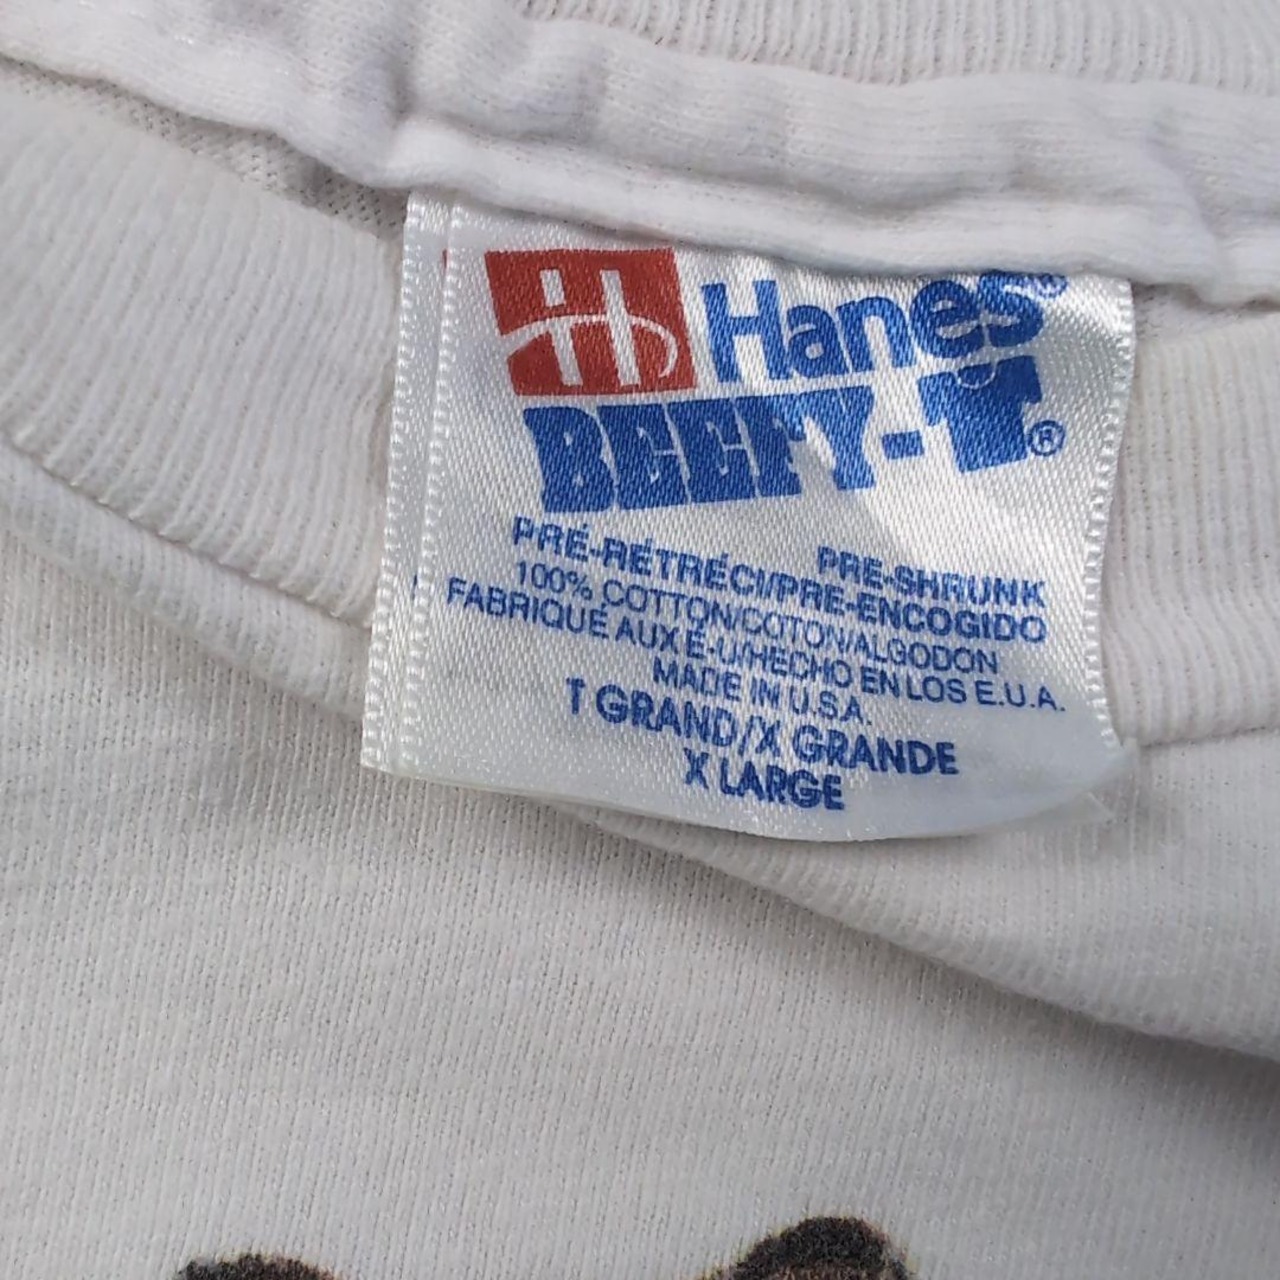 Hanes®
BEEFY-T®
PRE-SHRUNK
PRÉ-RÉTRÉCI/PRE-ENCOGIDO
100% COTTON/COTON/ALGODON
FABRIQUÉ AUX É-U/HECHO EN LOS E.U.A.
MADE IN U.S.A.
T GRAND/X GRANDE
X LARGE